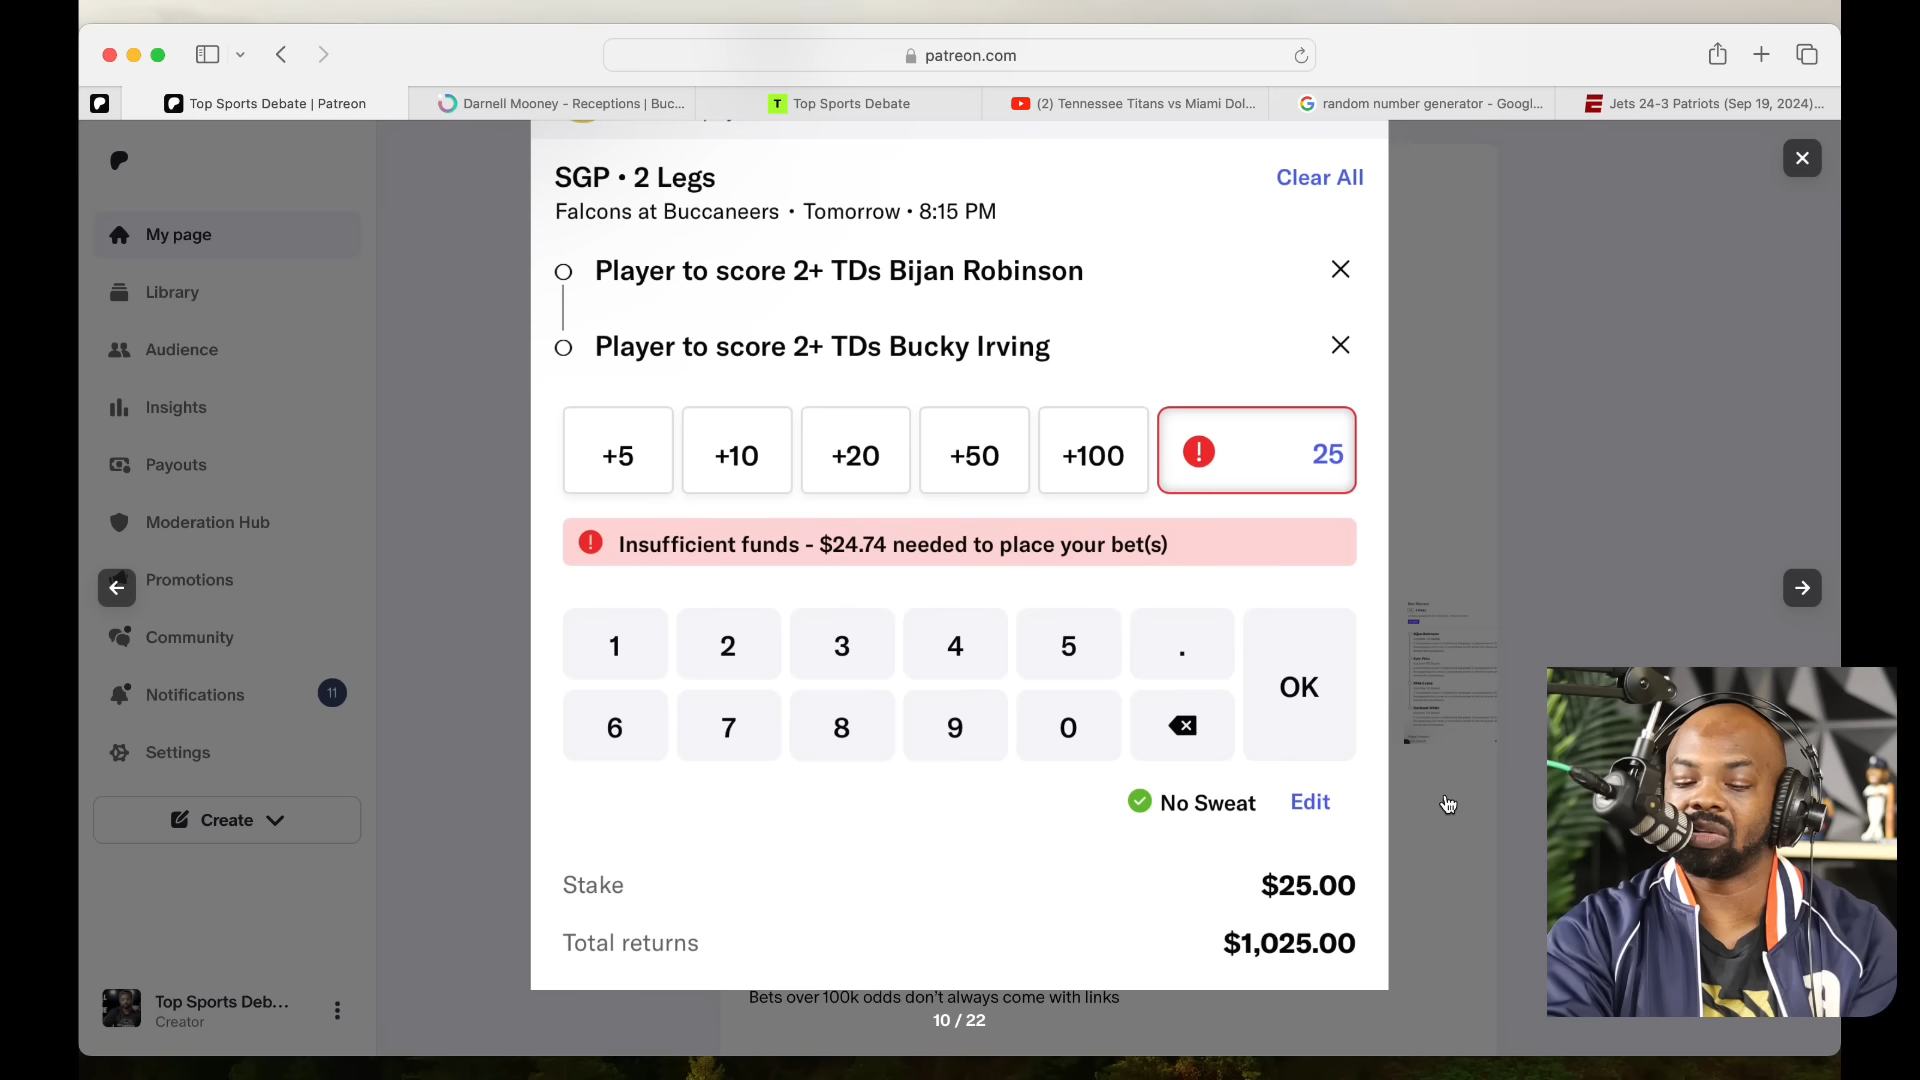 patreon.com
Top Sports Debate | Patreon
Darnell Mooney - Receptions | Buc...
T Top Sports Debate
(2) Tennessee Titans vs Miami Dol...
random number generator - Googl...
Jets 24-3 Patriots (Sep 19, 2024)...
My page
Library
Audience
Insights
Payouts
Moderation Hub
Promotions
Community
Notifications 11
Settings
Create
Top Sports Deb...
Creator
SGP • 2 Legs
Clear All
Falcons at Buccaneers • Tomorrow • 8:15 PM
Player to score 2+ TDs Bijan Robinson
Player to score 2+ TDs Bucky Irving
+5 +10 +20 +50 +100 ! 25
! Insufficient funds - $24.74 needed to place your bet(s)
1 2 3 4 5 .
OK
6 7 8 9 0
No Sweat Edit
Stake $25.00
Total returns $1,025.00
Bets over 100k odds don't always come with links
10 / 22